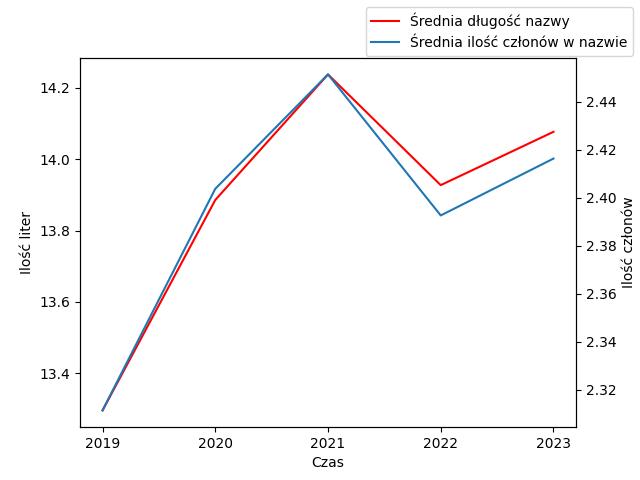 Średnia długość nazwy
Średnia ilość członów w nazwie
14.2
14.0
13.8
13.6
13.4
Ilość liter
2.44
2.42
2.40
2.38
2.36
2.34
2.32
Ilość członów
2019 2020 2021 2022 2023
Czas